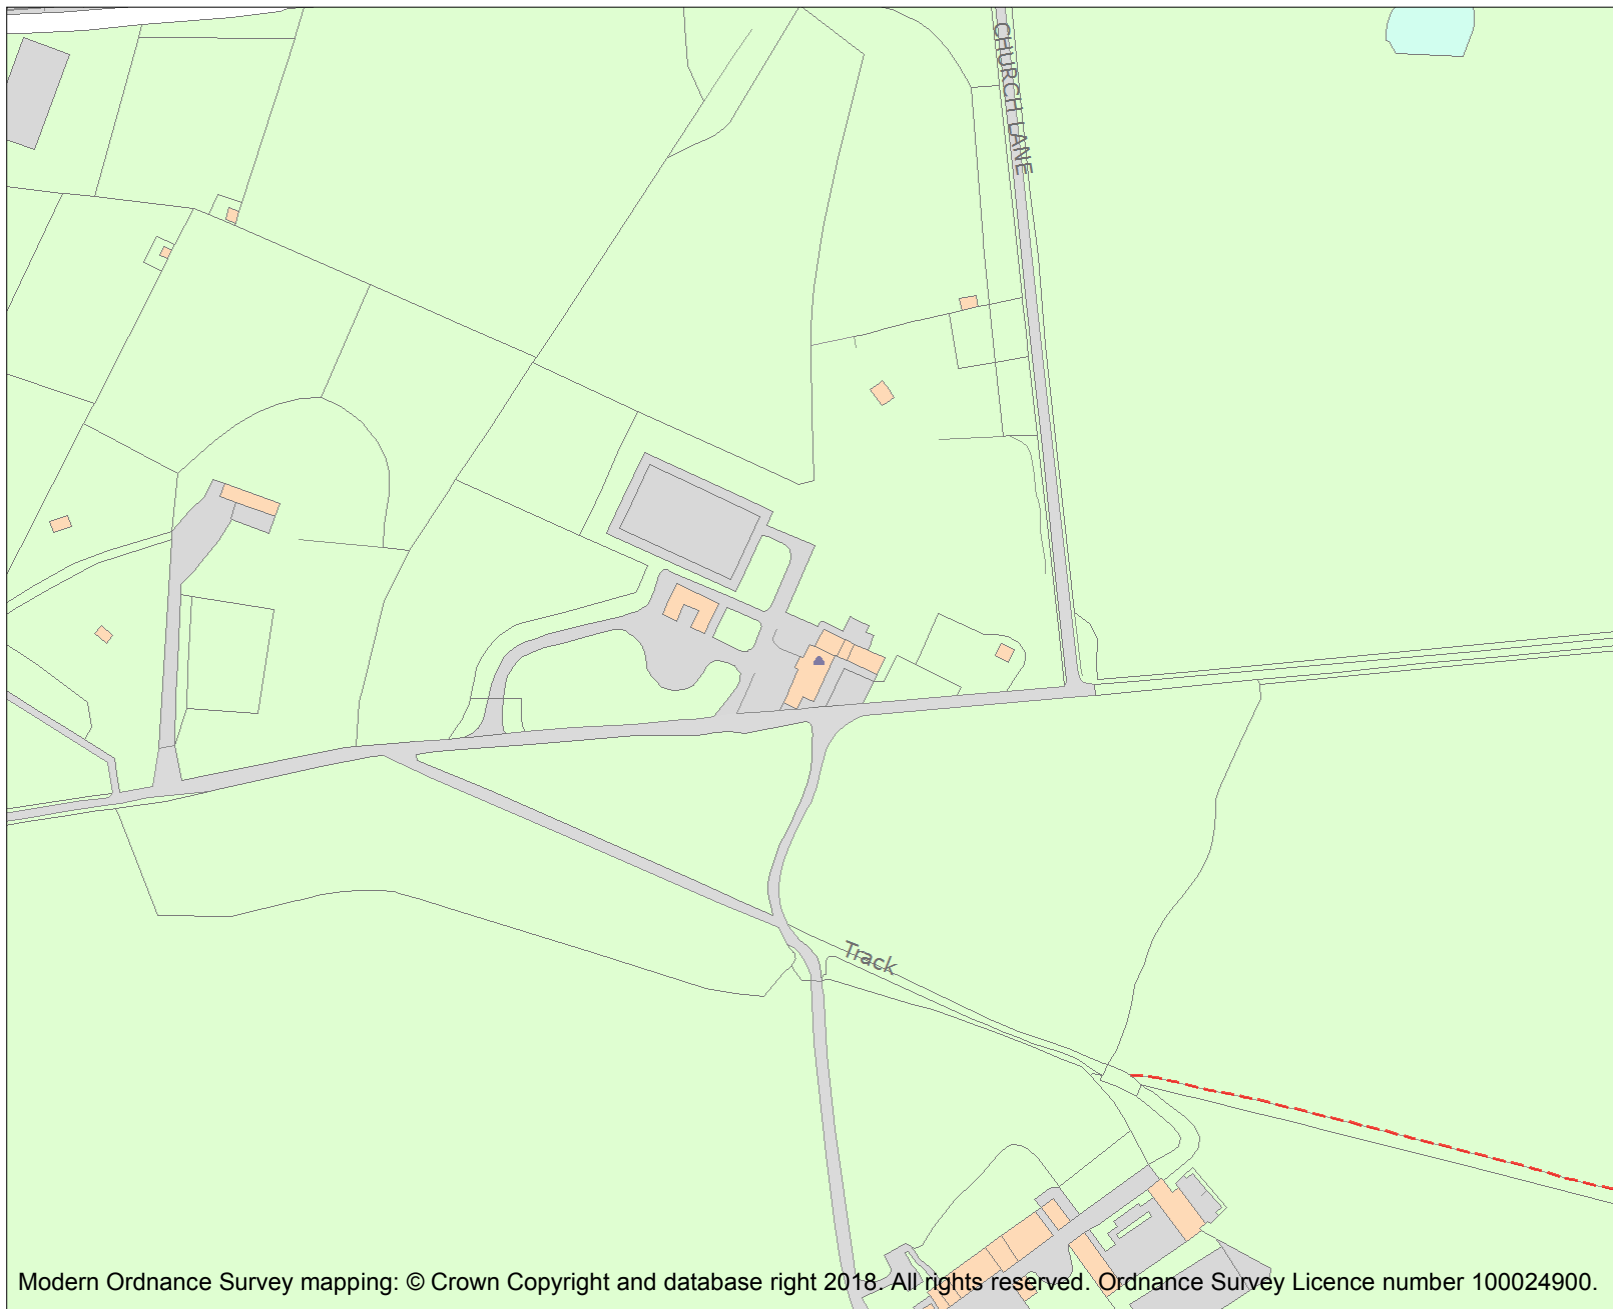 CHURCH LANE
Track
Modern Ordnance Survey mapping: © Crown Copyright and database right 2018. All rights reserved. Ordnance Survey Licence number 100024900.